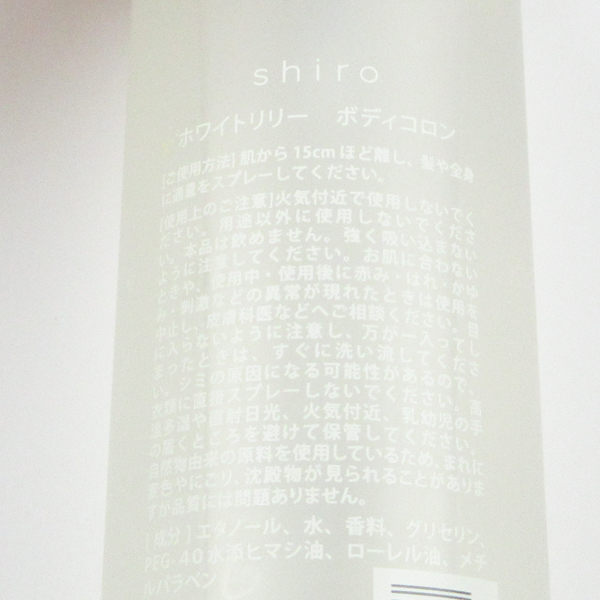 shiro
ホワイトリリー ボディコロン
[ご使用方法] 肌から15cmほど離し、髪や全身
に適量をスプレーしてください。
[使用上のご注意]火気付近で使用しないでくだ
さい。用途以外に使用しないでくださ
い。本品は飲めません。強く吸い込まない
ように注意してください。お肌に合わない
ときや、使用中・使用後に赤み・はれ・かゆ
み・刺激などの異常が現れたときは使用を
中止し、皮膚科医などへご相談ください。目
に入らないように注意し、万が一入ってし
まったときは、すぐに洗い流してくださ
い。シミの原因になる可能性があるので、
衣類に直接スプレーしないでください。高
温多湿や直射日光、火気付近、乳幼児の手
の届くところを避けて保管してください。
自然物由来の原料を使用しているため、まれに
変色やにごり、沈殿物が見られることがありま
すが品質には問題ありません。
[成分] エタノール、水、香料、グリセリン、
PEG-40水添ヒマシ油、ローレル油、メチ
ルパラベン